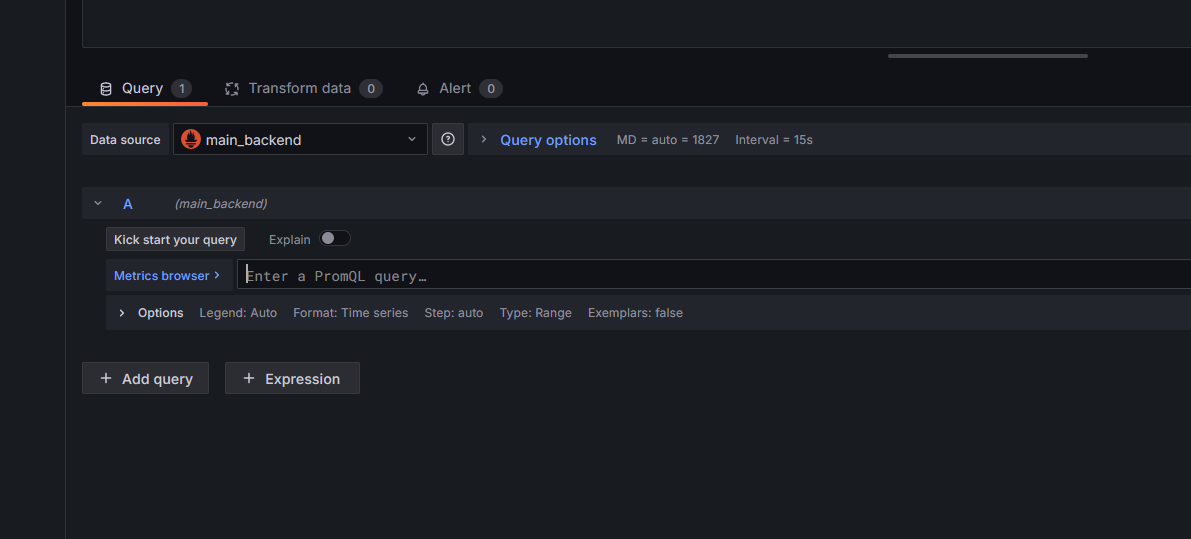 Query 1 Transform data 0 Alert 0
Data source main_backend Query options MD = auto = 1827 Interval = 15s
A (main_backend)
Kick start your query Explain
Metrics browser > Enter a PromQL query…
Options Legend: Auto Format: Time series Step: auto Type: Range Exemplars: false
+ Add query + Expression